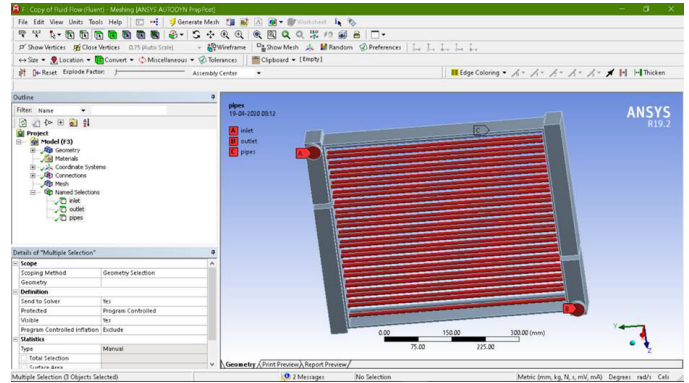 F : Copy of Fluid Flow (Fluent) - Meshing [ANSYS AUTODYN PrepPost]
File Edit View Units Tools Help Generate Mesh Worksheet
Show Vertices Close Vertices 0.75 (Auto Scale) Wireframe Show Mesh Random Preferences
Size Location Convert Miscellaneous Tolerances Clipboard [Empty]
Reset Explode Factor: Assembly Center Edge Coloring Thicken
Outline
Filter: Name
Project
Model (F3)
Geometry
Materials
Coordinate Systems
Connections
Mesh
Named Selections
inlet
outlet
pipes
Details of "Multiple Selection"
Scope
Scoping Method Geometry Selection
Geometry
Definition
Send to Solver Yes
Protected Program Controlled
Visible Yes
Program Controlled Inflation Exclude
Statistics
Type Manual
Total Selection
Surface Area
pipes
19-04-2020 09:12
A inlet
B outlet
C pipes
ANSYS
R19.2
A
C
B
0.00 150.00 300.00 (mm)
75.00 225.00
Y
Z
Geometry Print Preview Report Preview
Multiple Selection (3 Objects Selected) 2 Messages No Selection Metric (mm, kg, N, s, mV, mA) Degrees rad/s Cels